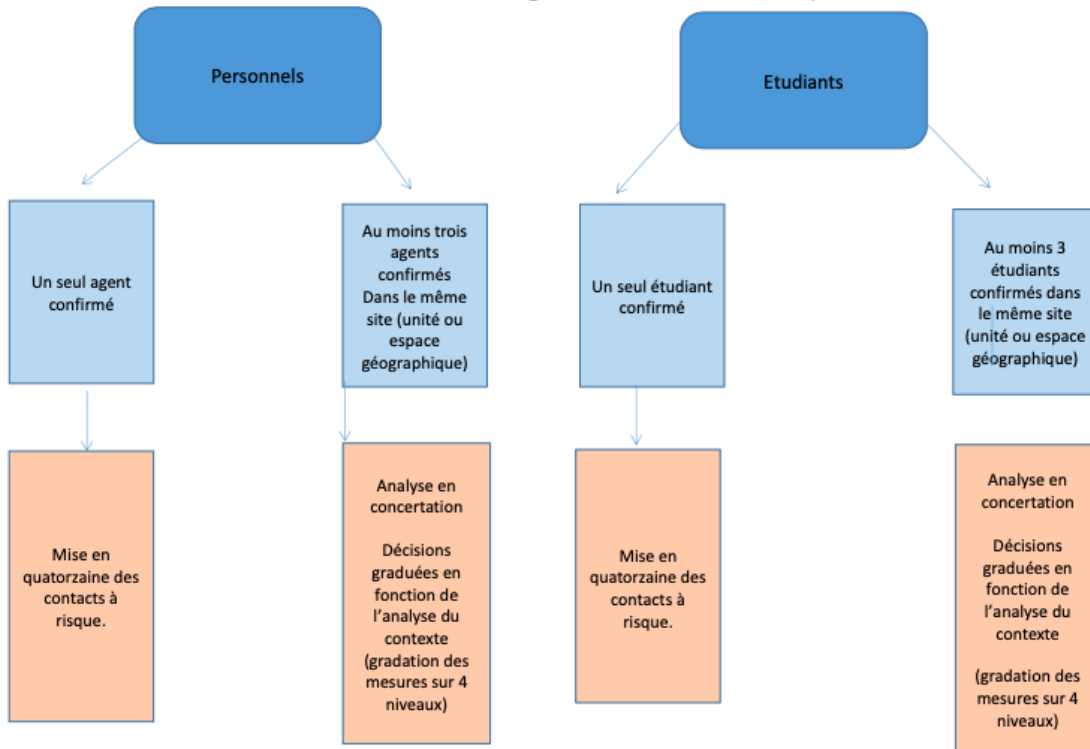 Personnels
Etudiants
Un seul agent
confirmé
Au moins trois
agents
confirmés
Dans le même
site (unité ou
espace
géographique)
Un seul étudiant
confirmé
Au moins 3
étudiants
confirmés dans
le même site
(unité ou espace
géographique)
Mise en
quatorzaine des
contacts à
risque.
Analyse en
concertation
Décisions
graduées en
fonction de
l'analyse du
contexte
(gradation des
mesures sur 4
niveaux)
Mise en
quatorzaine des
contacts à
risque.
Analyse en
concertation
Décisions
graduées en
fonction de
l'analyse du
contexte
(gradation des
mesures sur 4
niveaux)